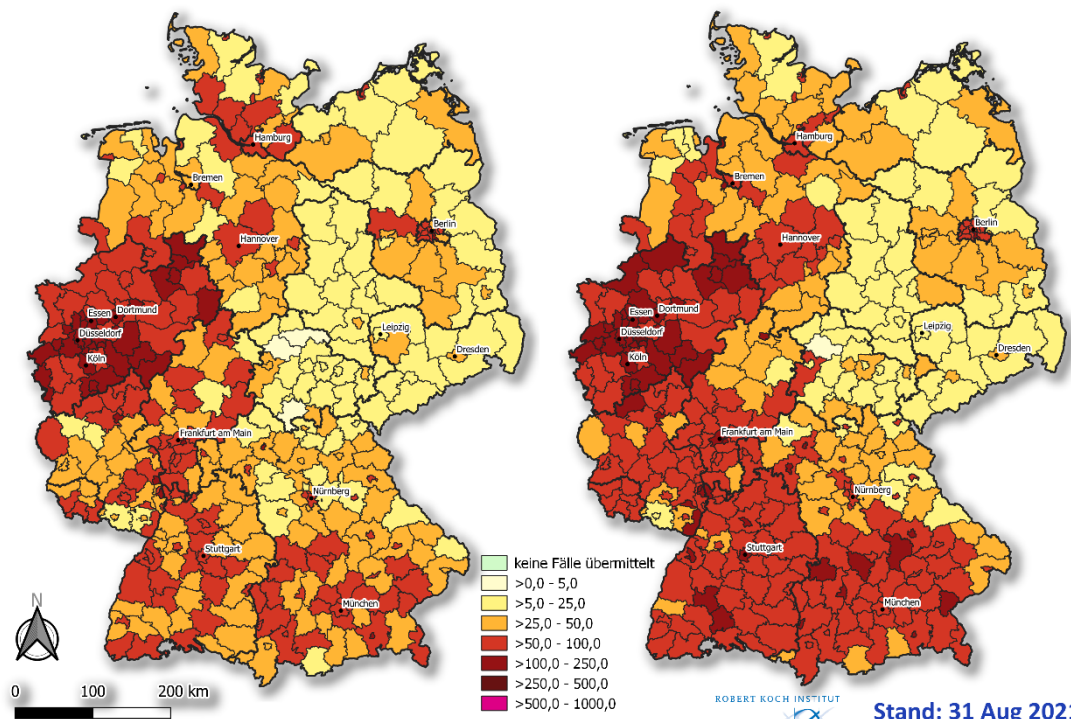 Hamburg
Bremen
Berlin
Hannover
Essen
Dortmund
Düsseldorf
Köln
Leipzig
Dresden
Frankfurt am Main
Nürnberg
Stuttgart
München
N
0 100 200 km
keine Fälle übermittelt
>0,0 - 5,0
>5,0 - 25,0
>25,0 - 50,0
>50,0 - 100,0
>100,0 - 250,0
>250,0 - 500,0
>500,0 - 1000,0
Hamburg
Bremen
Berlin
Hannover
Essen
Dortmund
Düsseldorf
Köln
Leipzig
Dresden
Frankfurt am Main
Nürnberg
Stuttgart
München
ROBERT KOCH INSTITUT
Stand: 31 Aug 2021